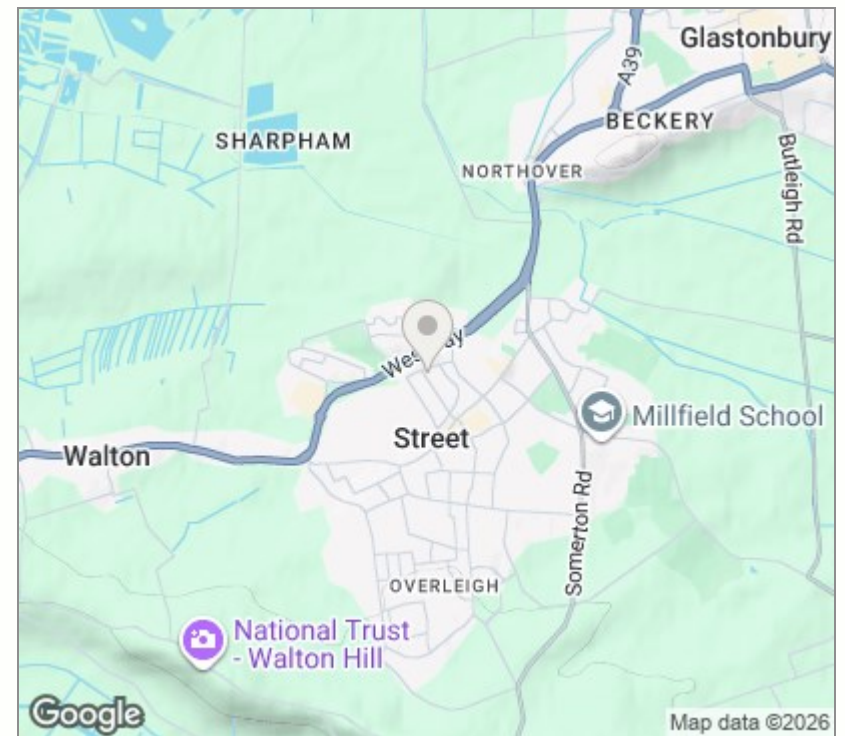 Glastonbury
A39
BECKERY
SHARPHAM
Butleigh Rd
NORTHOVER
Millfield School
Street
Walton
Somerton Rd
OVERLEIGH
National Trust
- Walton Hill
Google
Map data ©2026